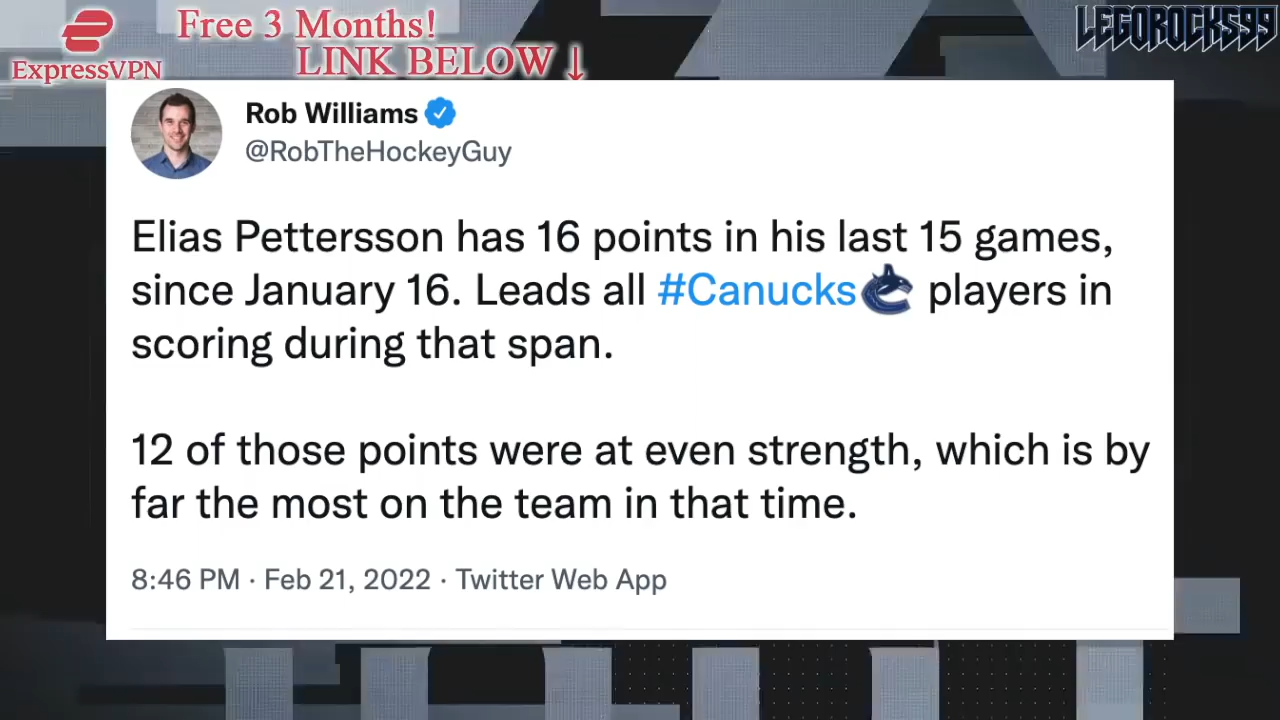 Free 3 Months!
LINK BELOW ↓
ExpressVPN
LEGOROCKS99
Rob Williams
@RobTheHockeyGuy
Elias Pettersson has 16 points in his last 15 games,
since January 16. Leads all #Canucks players in
scoring during that span.
12 of those points were at even strength, which is by
far the most on the team in that time.
8:46 PM · Feb 21, 2022 · Twitter Web App